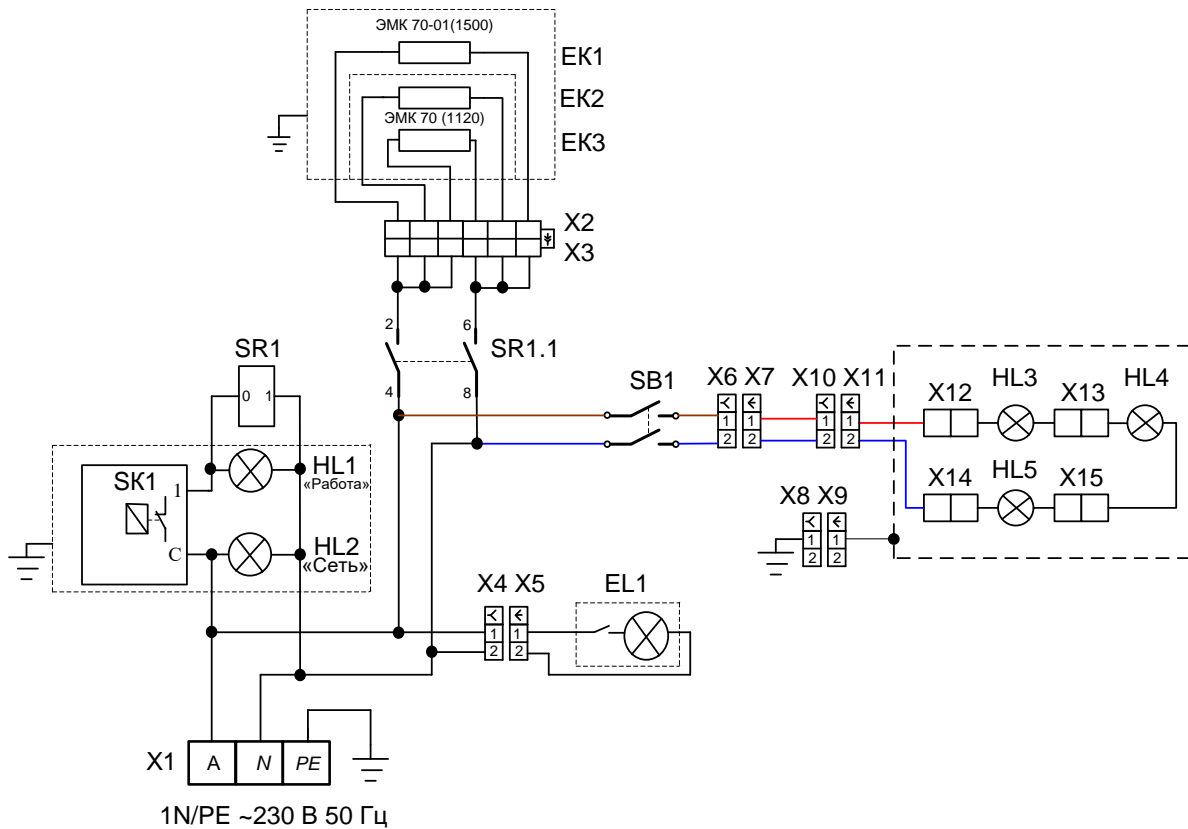 ЭМК 70-01(1500)
EK1
EK2
ЭМК 70 (1120)
EK3
X2
X3
2
6
SR1.1
4
8
SR1
0 1
SB1
X6 X7
1 1
2 2
X10 X11
1 1
2 2
X12
HL3
X13
HL4
X14
HL5
X15
X8 X9
1 1
2 2
SK1
1
HL1
«Работа»
C
HL2
«Сеть»
X4 X5
1 1
2 2
EL1
X1
A N PE
1N/PE ~230 В 50 Гц